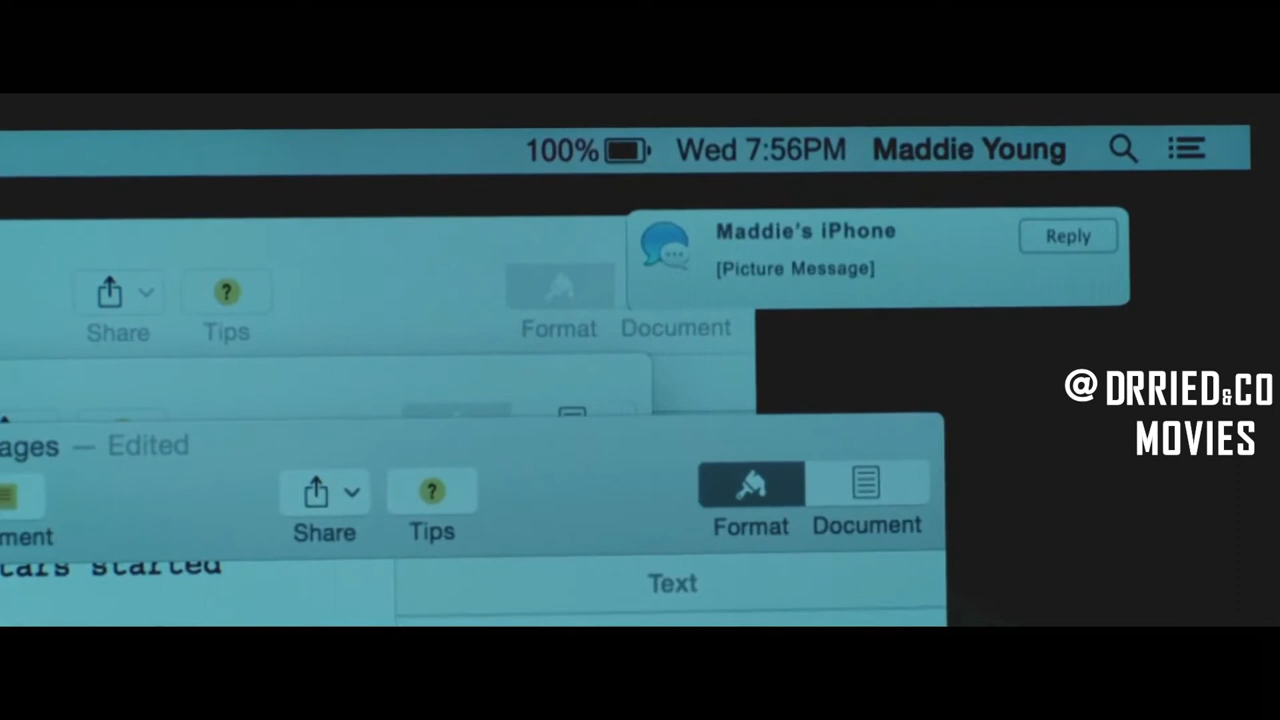 100% Wed 7:56PM Maddie Young
Maddie's iPhone
Reply
[Picture Message]
?
Share
Tips
Format
Document
@DRRIED&CO
MOVIES
ages — Edited
?
ment
Share
Tips
Format
Document
tars started
Text